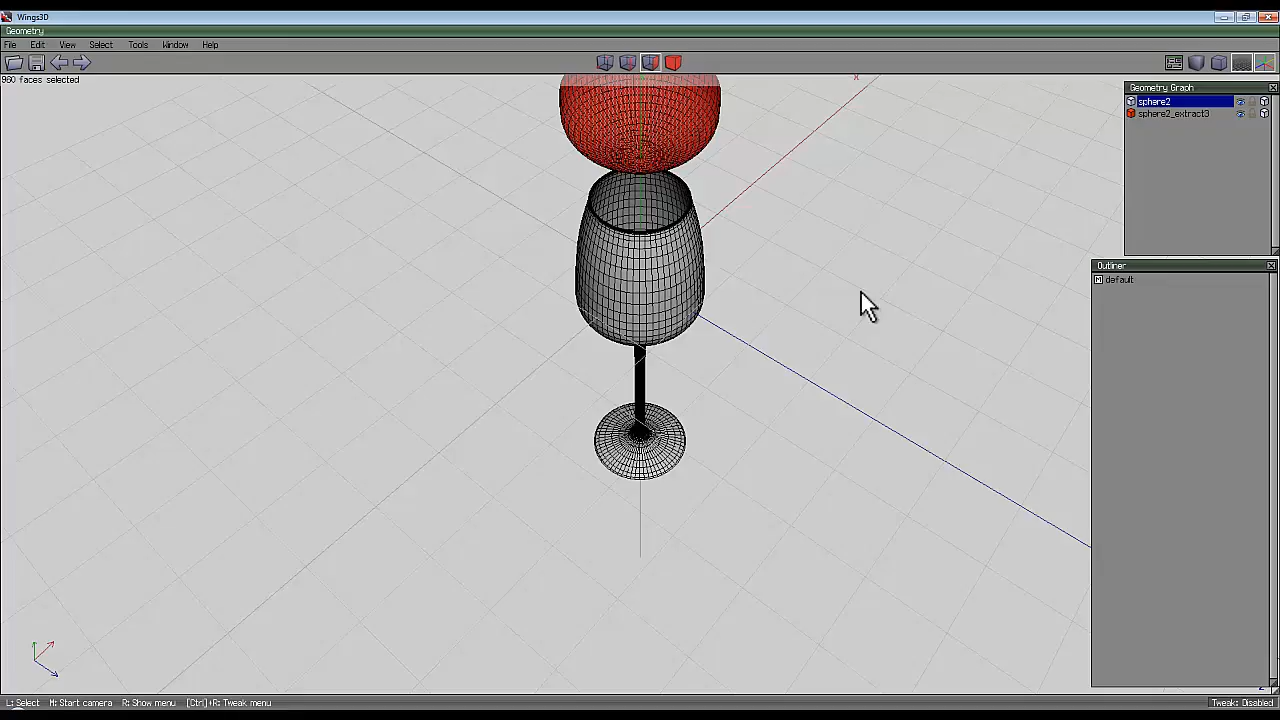 Wings3D
Geometry
File Edit View Select Tools Window Help
960 faces selected
X
Geometry Graph
sphere2
sphere2_extract3
Outliner
M default
L: Select M: Start camera R: Show menu [Ctrl]+R: Tweak menu
Tweak: Disabled